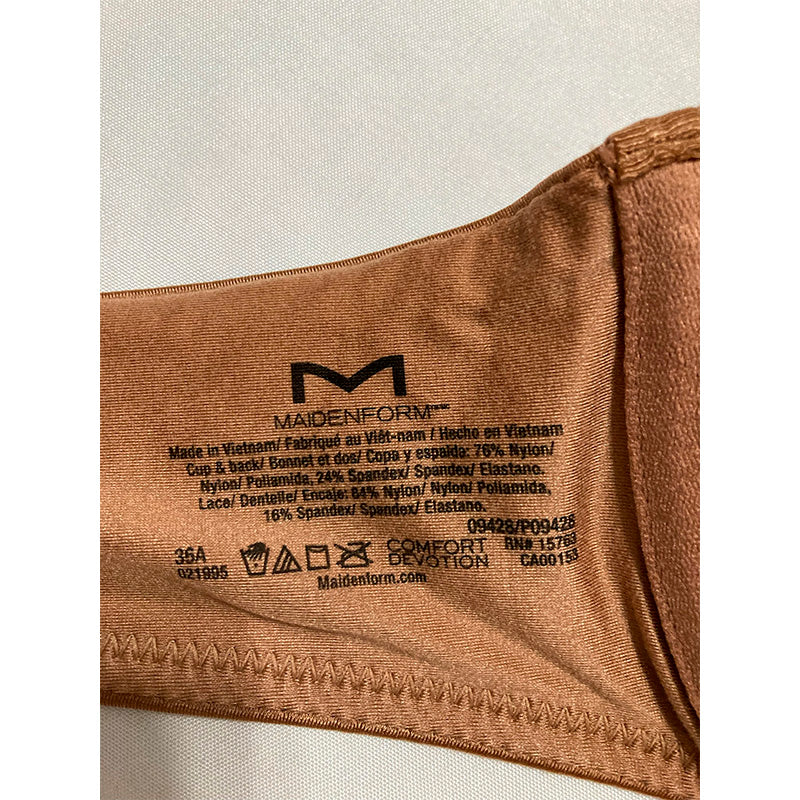 M
MAIDENFORM™
Made in Vietnam/ Fabriqué au Viêt-nam / Hecho en Vietnam
Cup & back/ Bonnet et dos/ Copa y espalda: 76% Nylon/
Nylon/ Poliamida, 24% Spandex/ Spandex/ Elastano.
Lace/ Dentelle/ Encaje: 84% Nylon/ Nylon/ Poliamida,
16% Spandex/ Spandex/ Elastano.
09428/P09428
36A
COMFORT
DEVOTION
RN# 15763
021995
CA00153
Maidenform.com